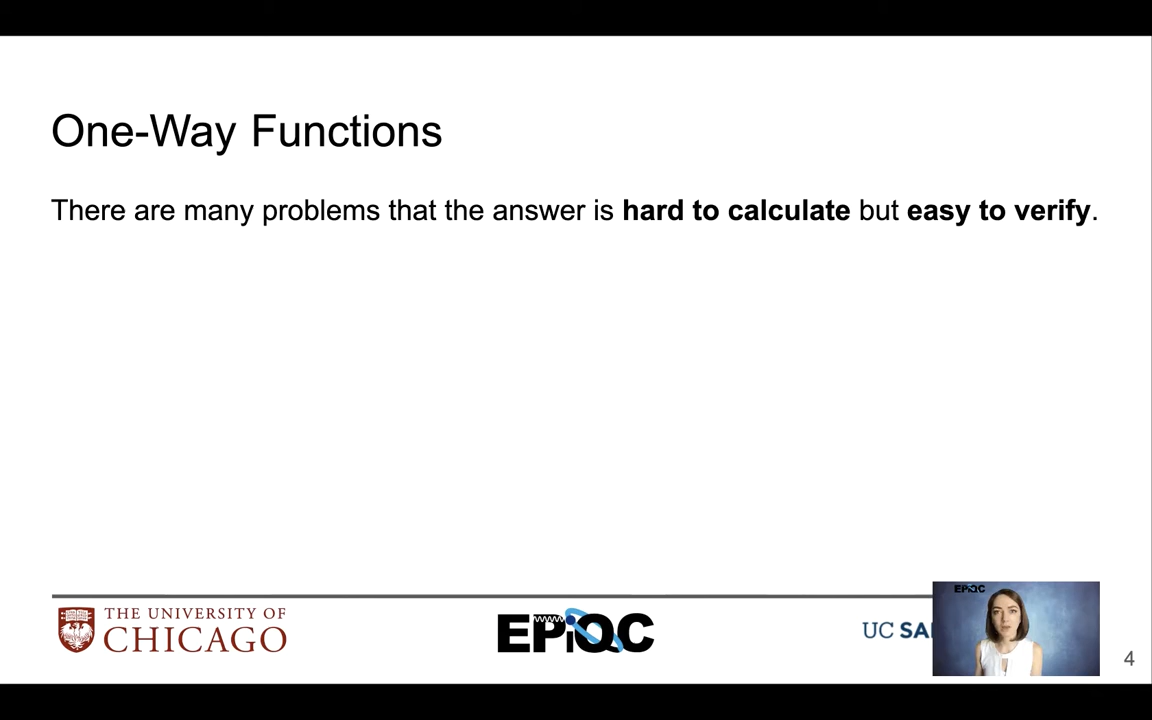 One-Way Functions
There are many problems that the answer is hard to calculate but easy to verify.
THE UNIVERSITY OF
CHICAGO
EPiQC
UC
EPiQC
4